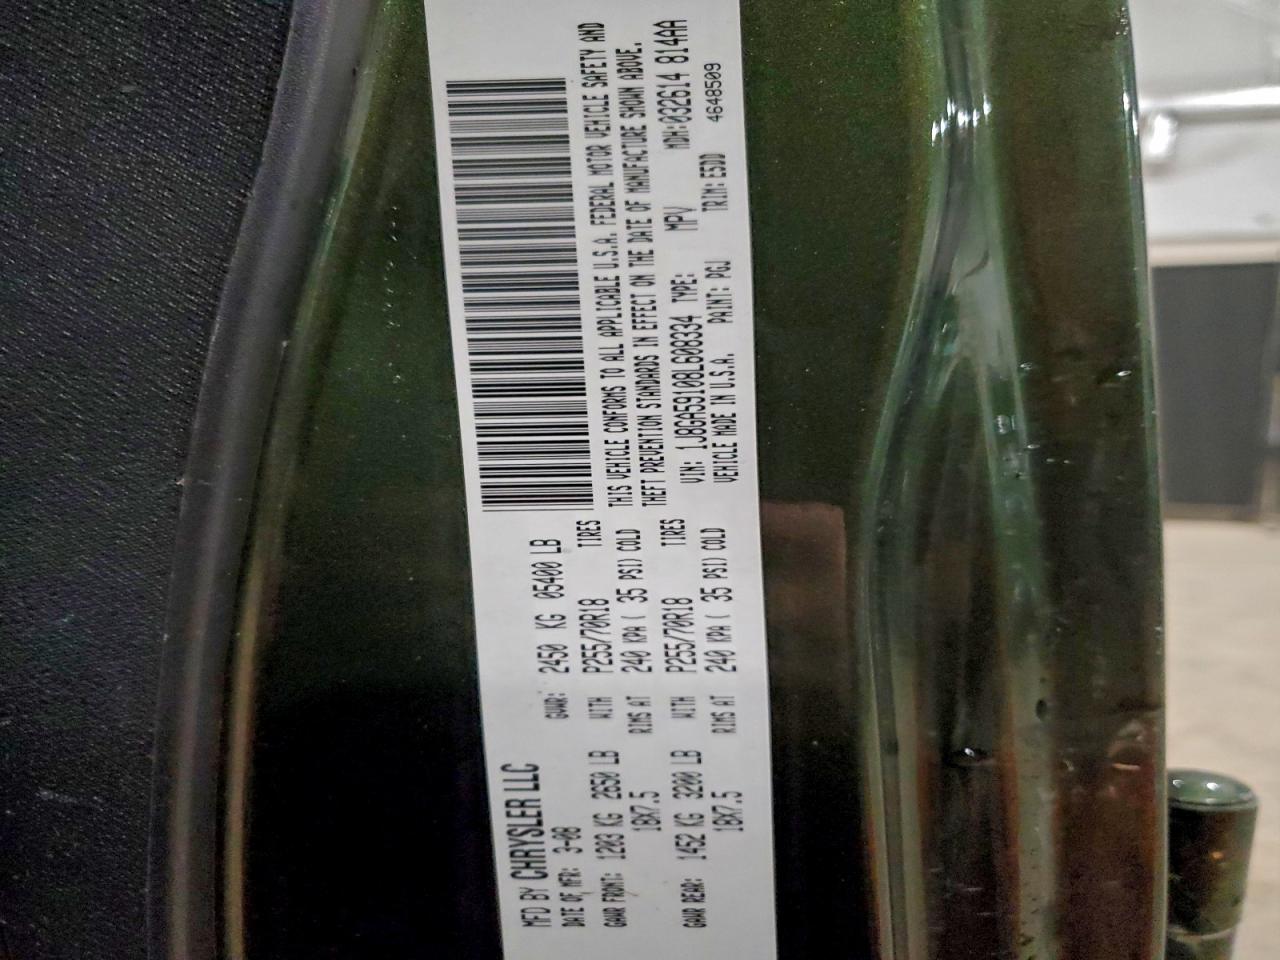 MFD BY CHRYSLER LLC
DATE OF MFR: 3-08
GVWR: 2450 KG 05400 LB
GAWR FRONT: 1203 KG 2650 LB WITH P255/70R18 TIRES
18X7.5 RIMS AT 240 KPA ( 35 PSI) COLD
GAWR REAR: 1452 KG 3200 LB WITH P255/70R18 TIRES
18X7.5 RIMS AT 240 KPA ( 35 PSI) COLD
THIS VEHICLE CONFORMS TO ALL APPLICABLE U.S.A. FEDERAL MOTOR VEHICLE SAFETY AND
THEFT PREVENTION STANDARDS IN EFFECT ON THE DATE OF MANUFACTURE SHOWN ABOVE.
VIN: 1J8GA59108L608334 TYPE: MPV MDH:032614 814AA
VEHICLE MADE IN U.S.A. PAINT: PGJ TRIM: E5DD 4648509